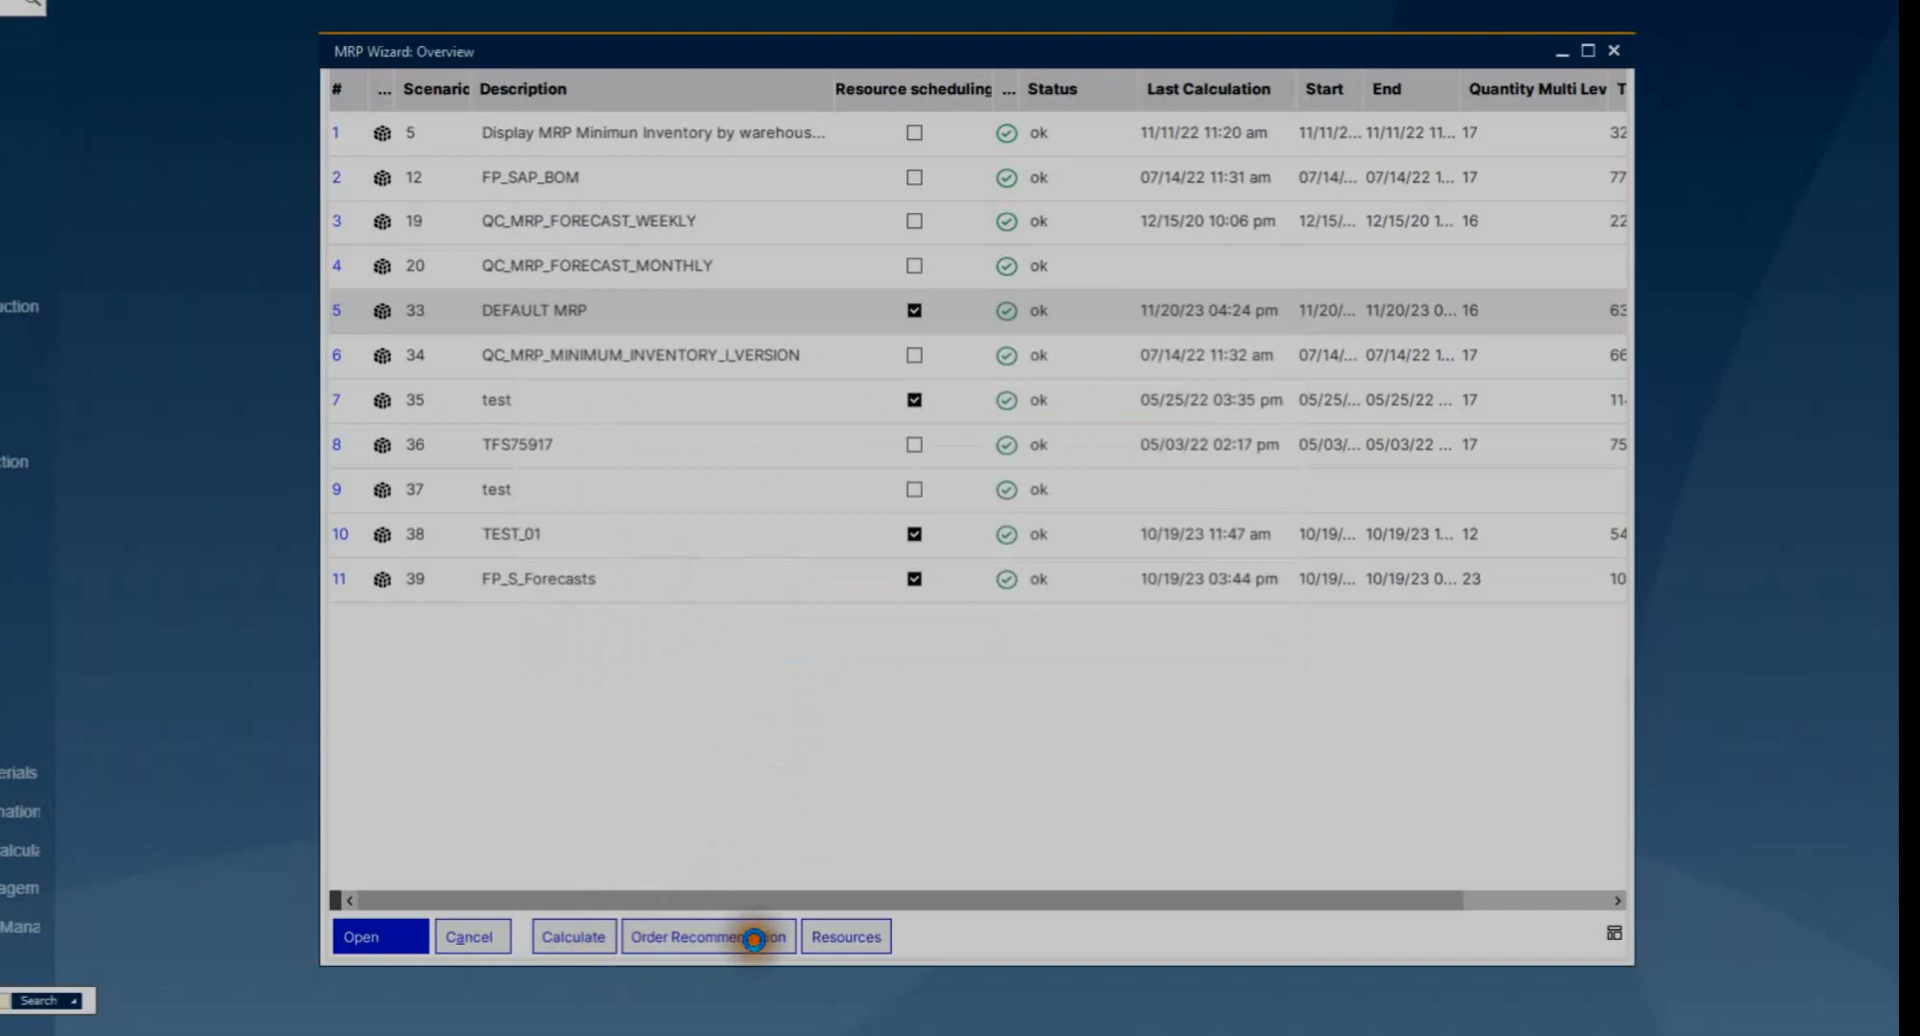 MRP Wizard: Overview
# ... Scenaric Description Resource scheduling ... Status Last Calculation Start End Quantity Multi Lev T
1 5 Display MRP Minimun Inventory by warehous... ok 11/11/22 11:20 am 11/11/2... 11/11/22 11... 17 32
2 12 FP_SAP_BOM ok 07/14/22 11:31 am 07/14/... 07/14/22 1... 17 77
3 19 QC_MRP_FORECAST_WEEKLY ok 12/15/20 10:06 pm 12/15/... 12/15/20 1... 16 22
4 20 QC_MRP_FORECAST_MONTHLY ok
5 33 DEFAULT MRP ok 11/20/23 04:24 pm 11/20/... 11/20/23 0... 16 63
6 34 QC_MRP_MINIMUM_INVENTORY_I_VERSION ok 07/14/22 11:32 am 07/14/... 07/14/22 1... 17 66
7 35 test ok 05/25/22 03:35 pm 05/25/... 05/25/22 ... 17 11
8 36 TFS75917 ok 05/03/22 02:17 pm 05/03/... 05/03/22 ... 17 75
9 37 test ok
10 38 TEST_01 ok 10/19/23 11:47 am 10/19/... 10/19/23 1... 12 54
11 39 FP_S_Forecasts ok 10/19/23 03:44 pm 10/19/... 10/19/23 0... 23 10
Open Cancel Calculate Order Recommendation Resources
uction
ction
erials
nation
alcula
agem
Mana
Search